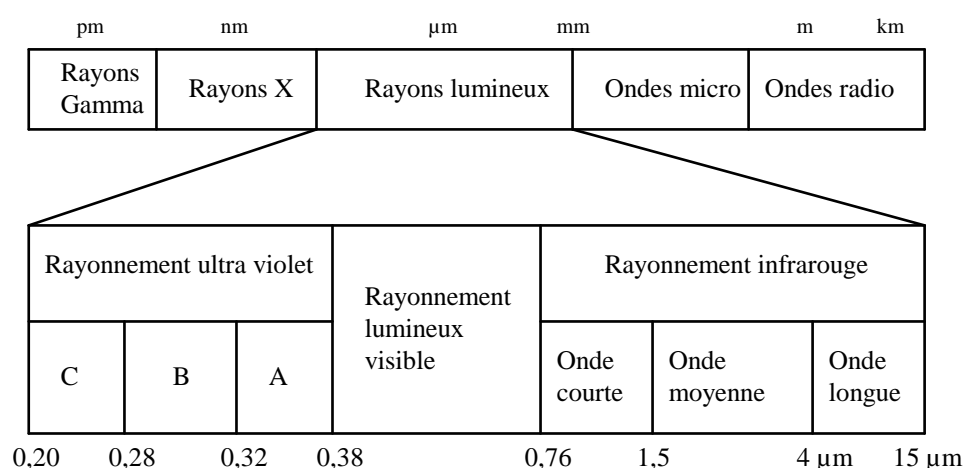 pm nm µm mm m km
Rayons
Gamma
Rayons X
Rayons lumineux
Ondes micro
Ondes radio
Rayonnement ultra violet
Rayonnement
lumineux
visible
Rayonnement infrarouge
C
B
A
Onde
courte
Onde
moyenne
Onde
longue
0,20 0,28 0,32 0,38 0,76 1,5 4 µm 15 µm